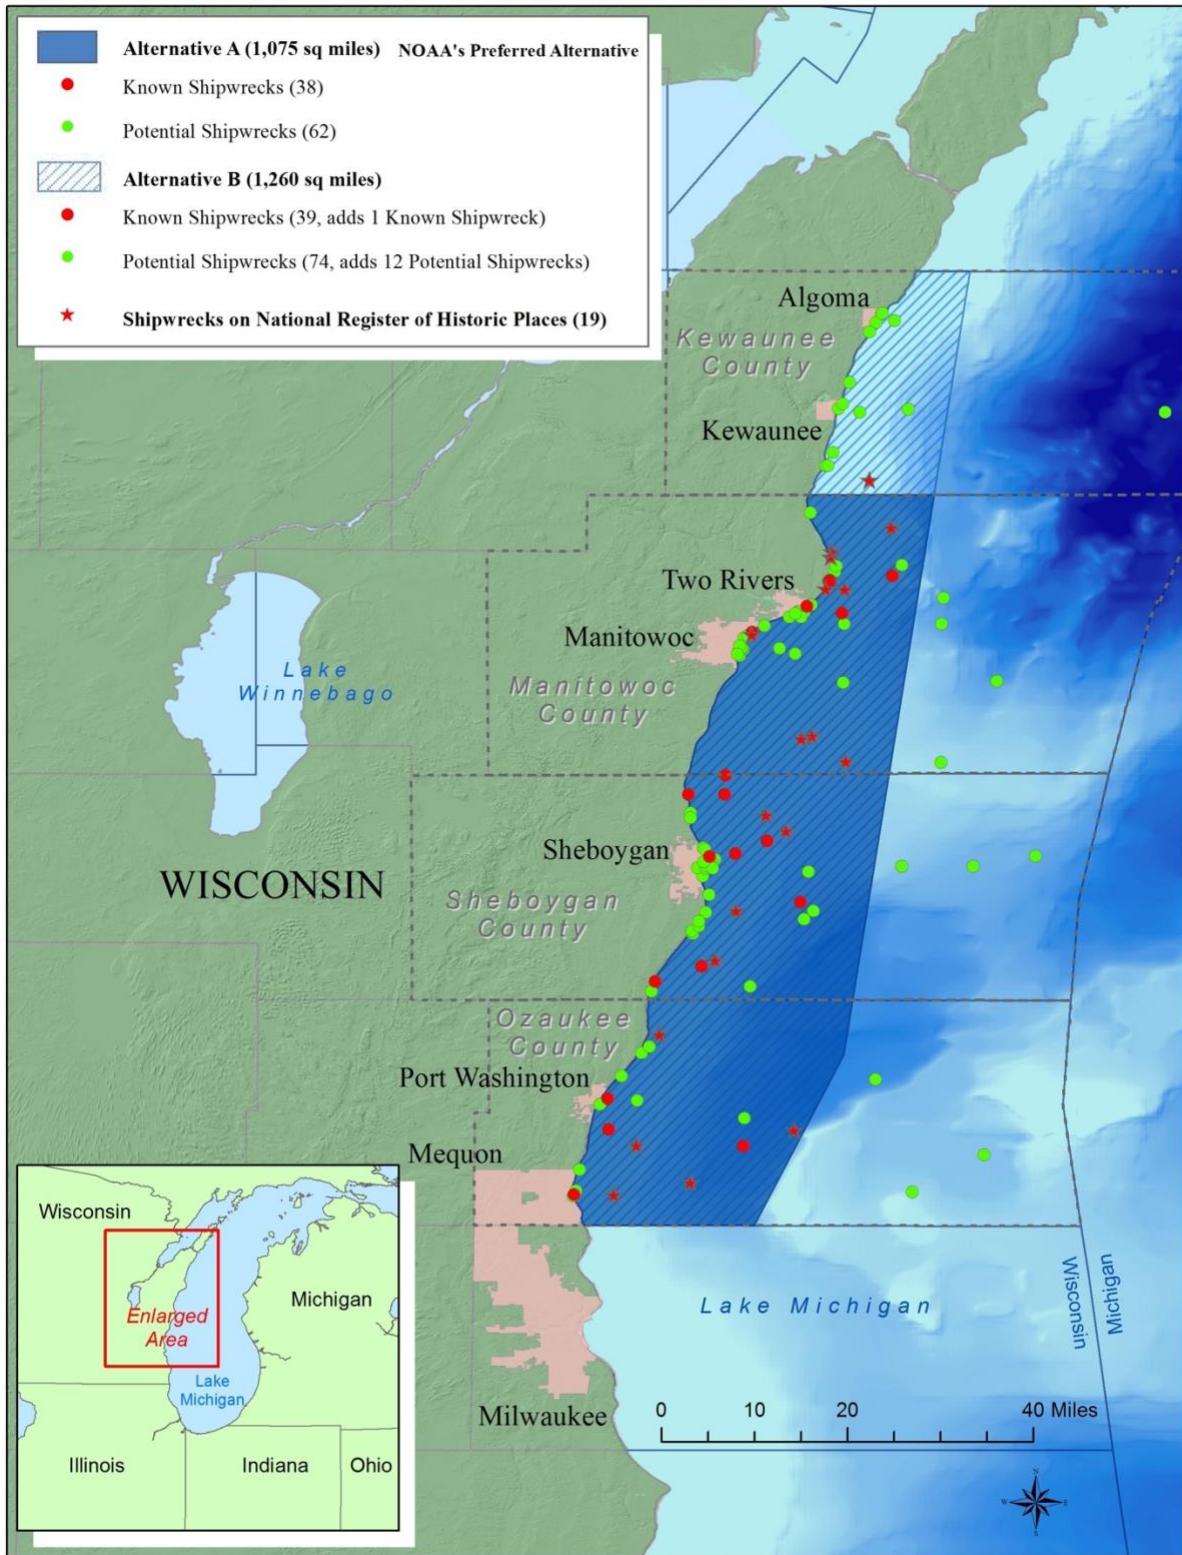 Alternative A (1,075 sq miles) NOAA's Preferred Alternative
Known Shipwrecks (38)
Potential Shipwrecks (62)
Alternative B (1,260 sq miles)
Known Shipwrecks (39, adds 1 Known Shipwreck)
Potential Shipwrecks (74, adds 12 Potential Shipwrecks)
Shipwrecks on National Register of Historic Places (19)
Algoma
Kewaunee
County
Kewaunee
Two Rivers
Manitowoc
Lake
Winnebago
Manitowoc
County
Sheboygan
WISCONSIN
Sheboygan
County
Ozaukee
County
Port Washington
Mequon
Wisconsin
Michigan
Enlarged
Area
Lake
Michigan
Illinois
Indiana
Ohio
Lake Michigan
Wisconsin
Michigan
Milwaukee
0 10 20 40 Miles
N
W E
S